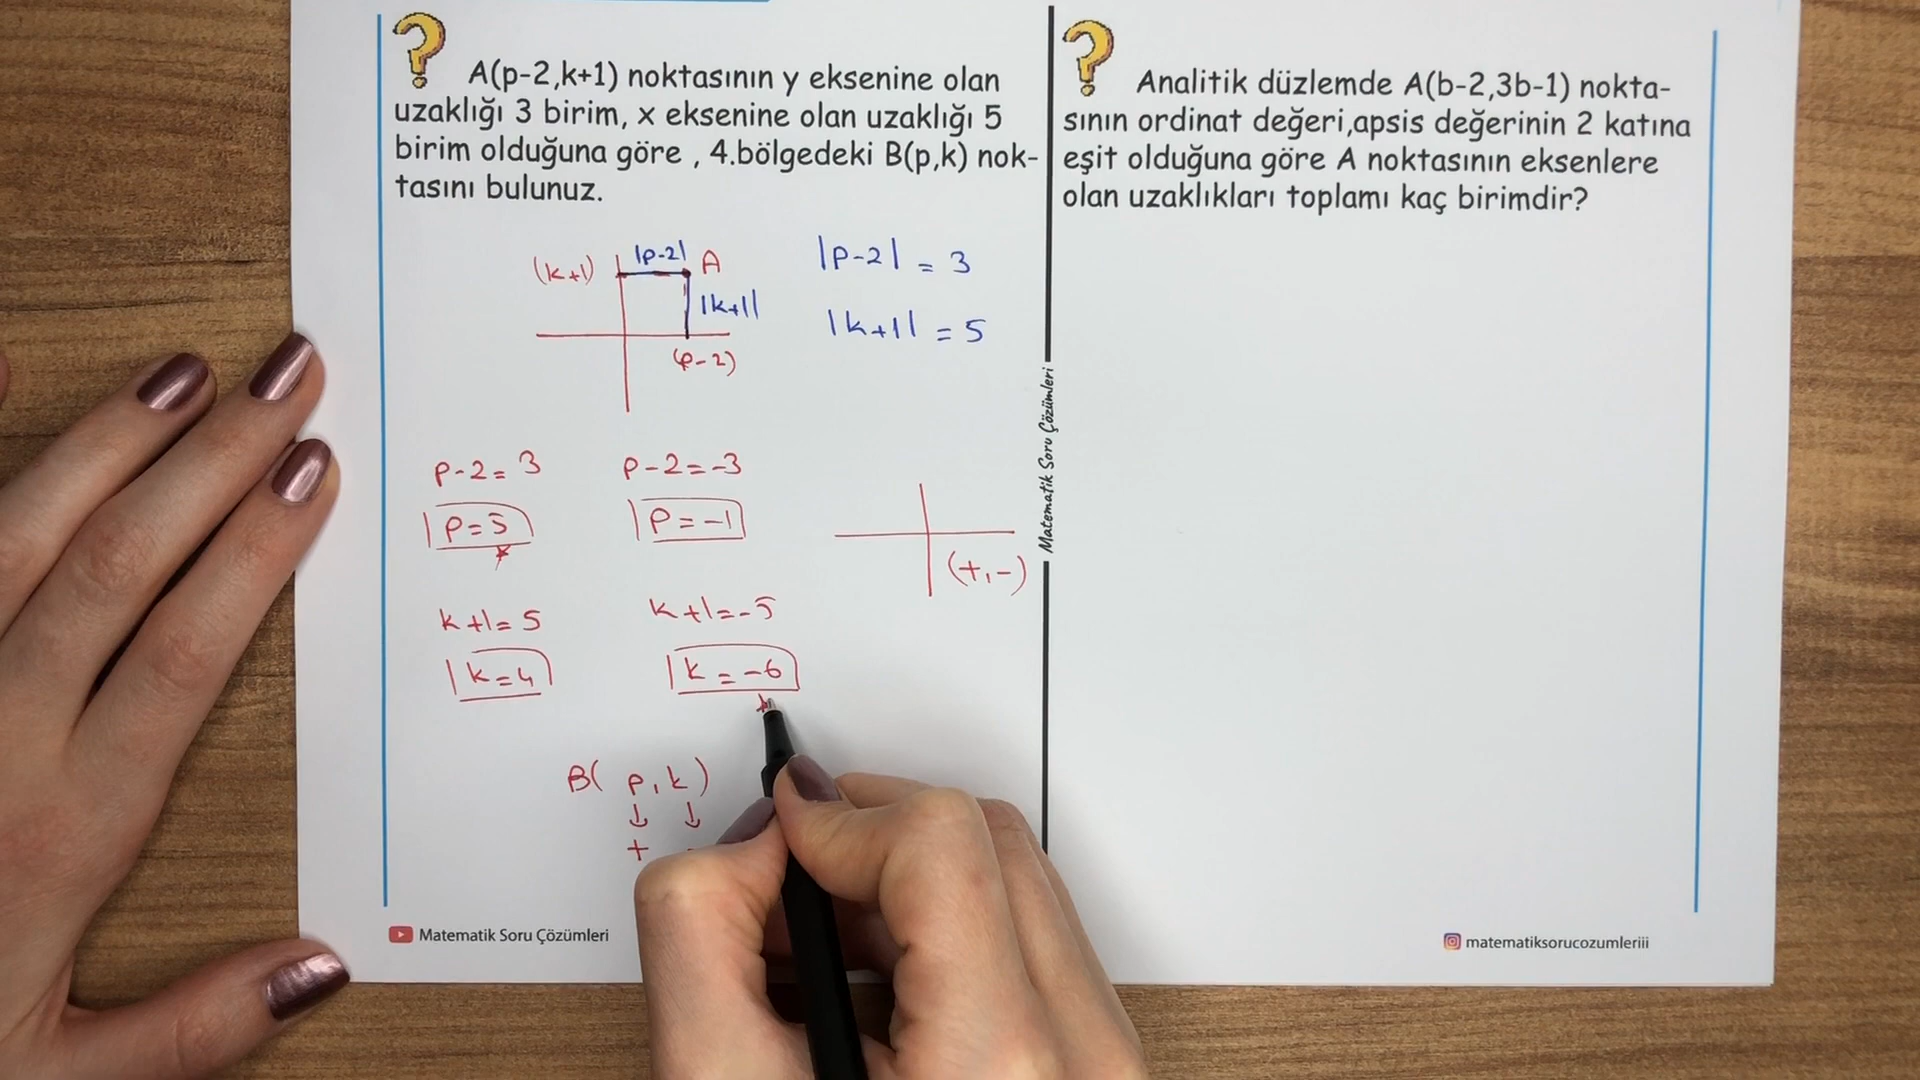 A(p-2,k+1) noktasının y eksenine olan
uzaklığı 3 birim, x eksenine olan uzaklığı 5
birim olduğuna göre , 4.bölgedeki B(p,k) nok-
tasını bulunuz.
(k+1) |p-2| A
|k+1|
(p-2)
|p-2| = 3
|k+1| = 5
p-2= 3 p-2=-3
p=5 p=-1
(+,-)
k+1=5 k+1=-5
k=4 k=-6
B( p,k)
↓ ↓
+
Matematik Soru Çözümleri
Matematik Soru Çözümleri
Analitik düzlemde A(b-2,3b-1) nokta-
sının ordinat değeri,apsis değerinin 2 katına
eşit olduğuna göre A noktasının eksenlere
olan uzaklıkları toplamı kaç birimdir?
matematiksorucozumleriii